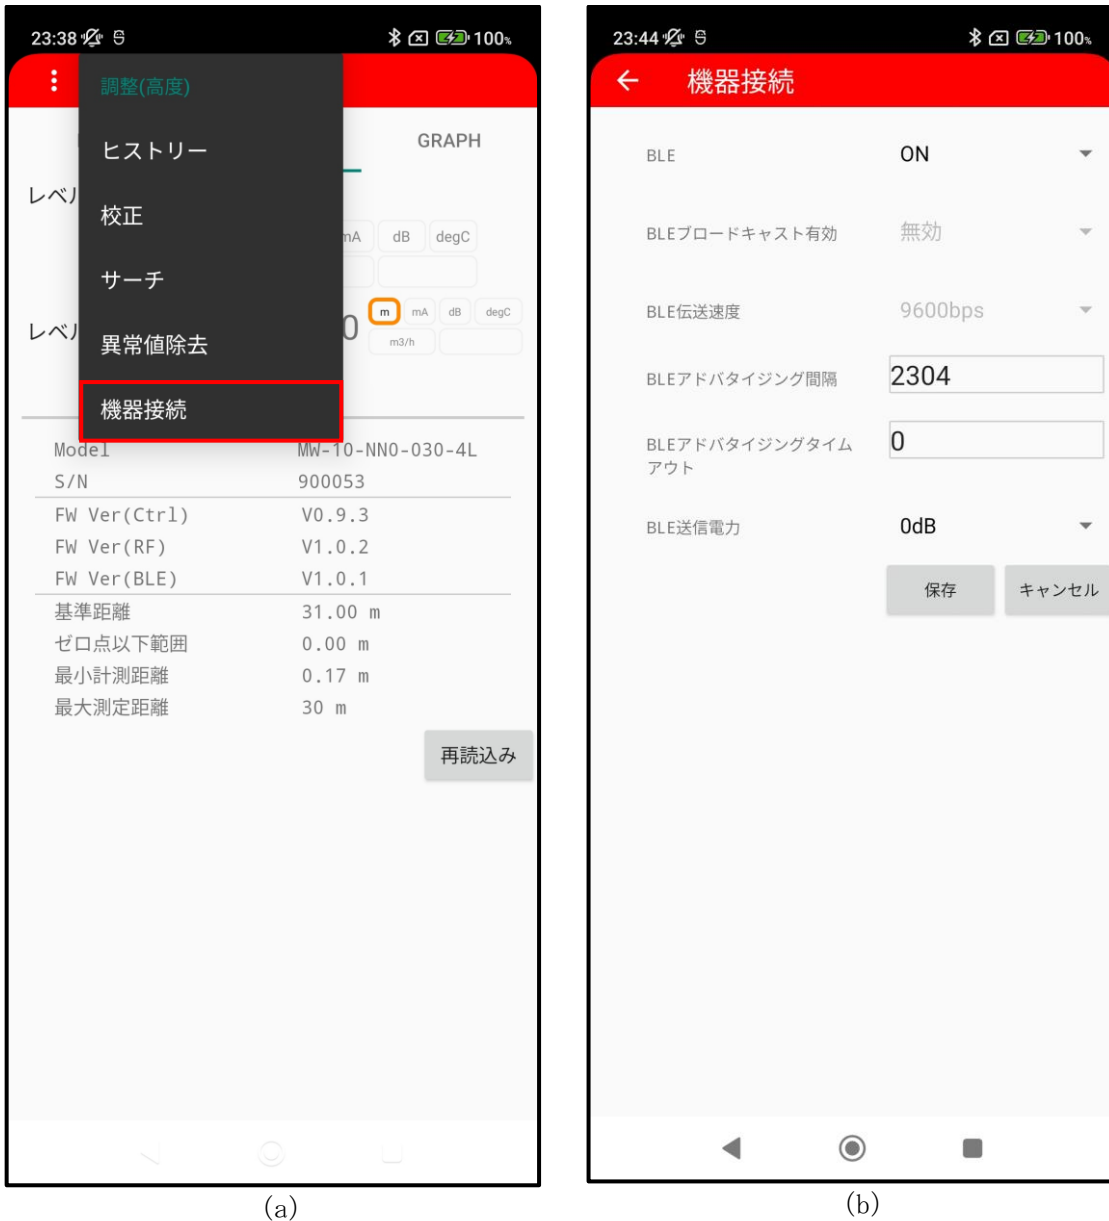 23:38
100%
調整(高度)
ヒストリー
校正
サーチ
異常値除去
機器接続
GRAPH
レベル
mA dB degC
レベル
0 m mA dB degC
m3/h
Model MW-10-NN0-030-4L
S/N 900053
FW Ver(Ctrl) V0.9.3
FW Ver(RF) V1.0.2
FW Ver(BLE) V1.0.1
基準距離 31.00 m
ゼロ点以下範囲 0.00 m
最小計測距離 0.17 m
最大測定距離 30 m
再読込み
(a)
23:44
100%
機器接続
BLE ON
BLEブロードキャスト有効 無効
BLE伝送速度 9600bps
BLEアドバタイジング間隔 2304
BLEアドバタイジングタイム
アウト
0
BLE送信電力 0dB
保存 キャンセル
(b)